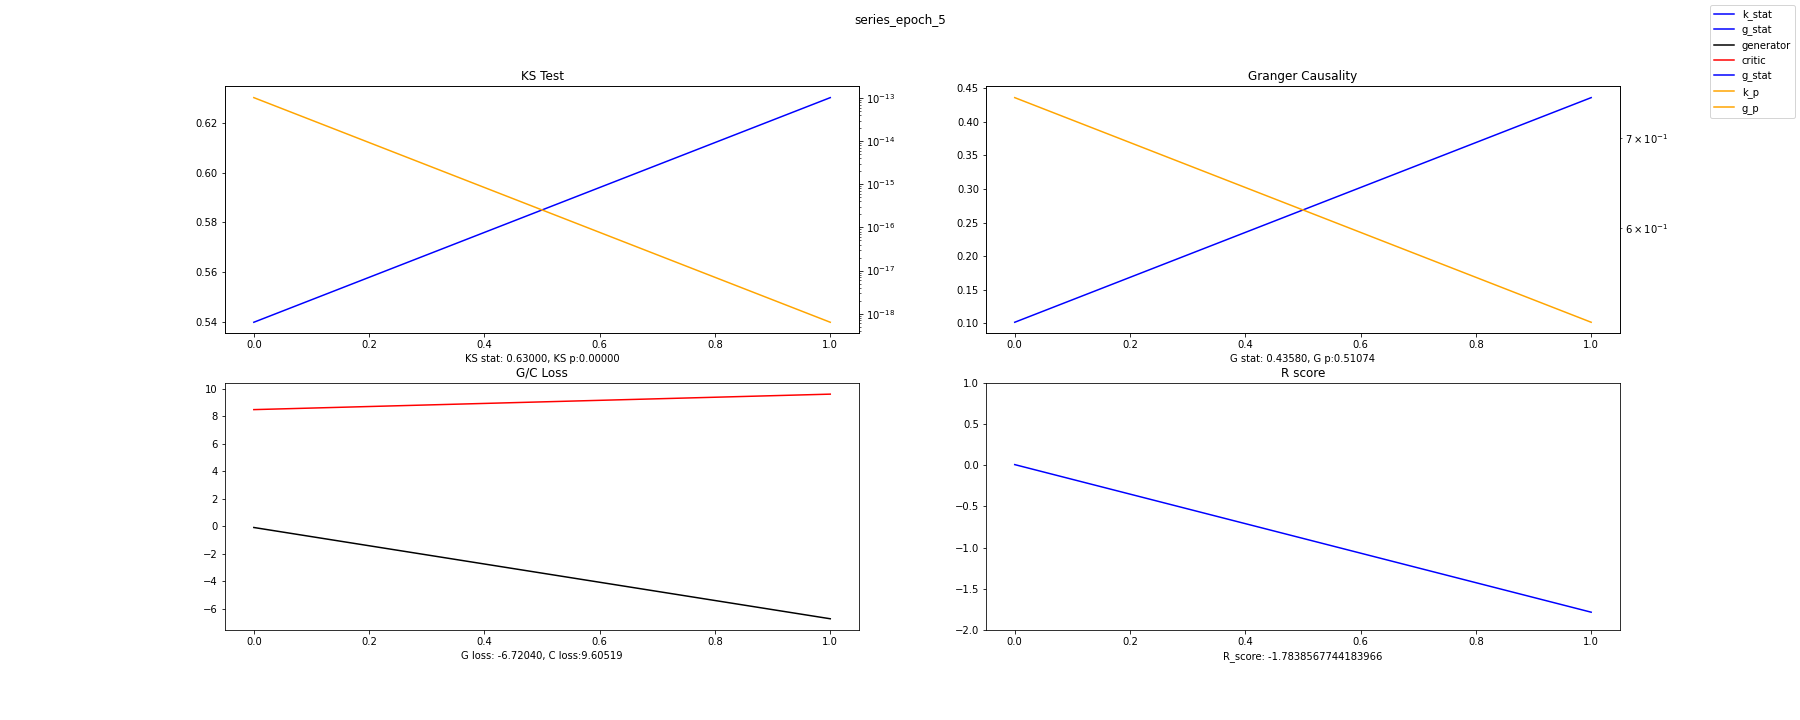 series_epoch_5
k_stat
g_stat
generator
critic
g_stat
k_p
g_p
KS Test
0.62
0.60
0.58
0.56
0.54
10⁻¹³
10⁻¹⁴
10⁻¹⁵
10⁻¹⁶
10⁻¹⁷
10⁻¹⁸
0.0 0.2 0.4 0.6 0.8 1.0
KS stat: 0.63000, KS p:0.00000
Granger Causality
0.45
0.40
0.35
0.30
0.25
0.20
0.15
0.10
7 × 10⁻¹
6 × 10⁻¹
0.0 0.2 0.4 0.6 0.8 1.0
G stat: 0.43580, G p:0.51074
G/C Loss
10
8
6
4
2
0
−2
−4
−6
0.0 0.2 0.4 0.6 0.8 1.0
G loss: -6.72040, C loss:9.60519
R score
1.0
0.5
0.0
−0.5
−1.0
−1.5
−2.0
0.0 0.2 0.4 0.6 0.8 1.0
R_score: -1.7838567744183966